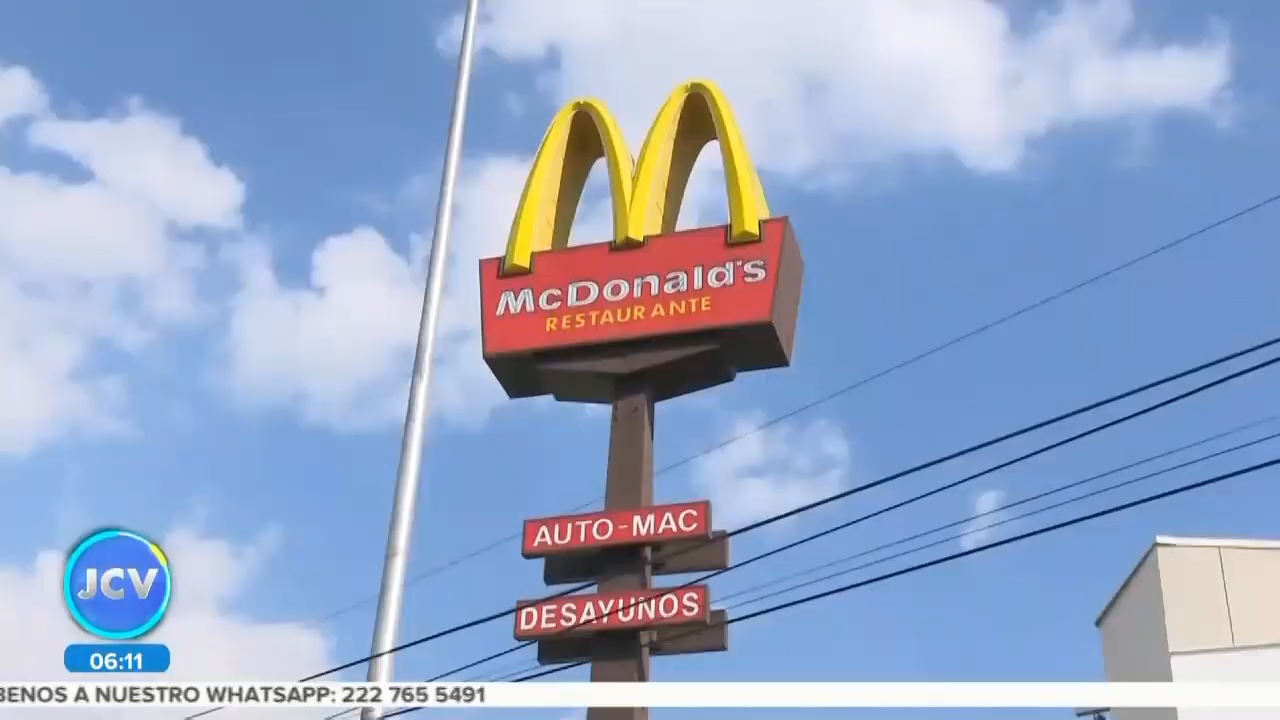 McDonald's
RESTAURANTE
AUTO-MAC
DESAYUNOS
JCV
06:11
BENOS A NUESTRO WHATSAPP: 222 765 5491